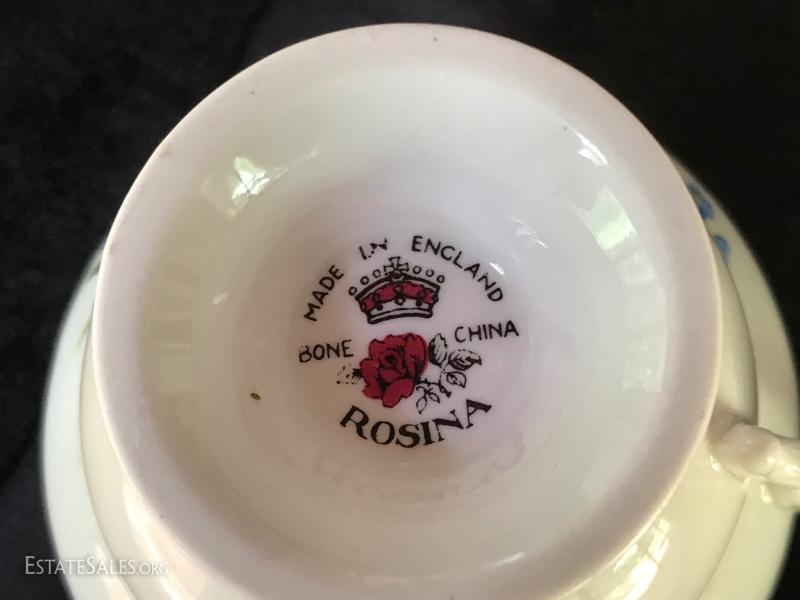 MADE IN ENGLAND
BONE CHINA
ROSINA
ESTATESALES.ORG